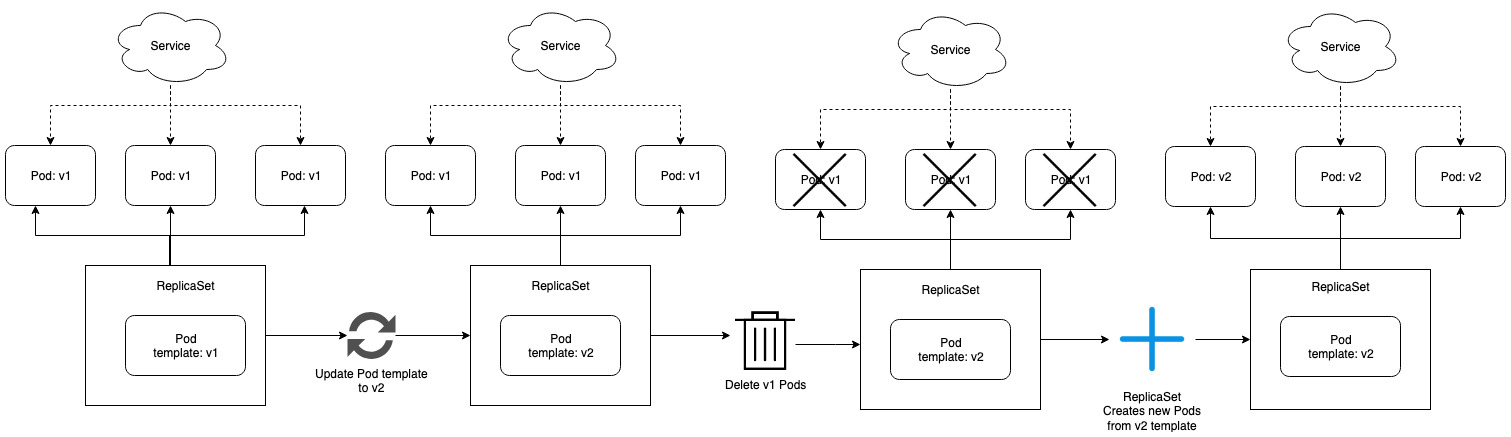 Service
Service
Service
Service
Pod: v1
Pod: v1
Pod: v1
Pod: v1
Pod: v1
Pod: v1
Pod: v1
Pod: v1
Pod: v1
Pod: v2
Pod: v2
Pod: v2
ReplicaSet
Pod
template: v1
Update Pod template
to v2
ReplicaSet
Pod
template: v2
Delete v1 Pods
ReplicaSet
Pod
template: v2
ReplicaSet
Creates new Pods
from v2 template
ReplicaSet
Pod
template: v2